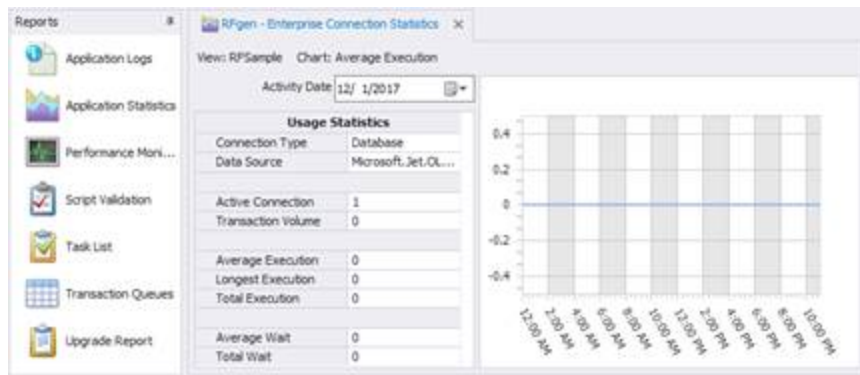 Reports
Application Logs
Application Statistics
Performance Moni...
Script Validation
Task List
Transaction Queues
Upgrade Report
RFgen - Enterprise Connection Statistics
View: RFSample Chart: Average Execution
Activity Date 12/ 1/2017
Usage Statistics
Connection Type Database
Data Source Microsoft.Jet.OL...
Active Connection 1
Transaction Volume 0
Average Execution 0
Longest Execution 0
Total Execution 0
Average Wait 0
Total Wait 0
0.4
0.2
0
-0.2
-0.4
12:00 AM
2:00 AM
4:00 AM
6:00 AM
8:00 AM
10:00 AM
12:00 PM
2:00 PM
4:00 PM
6:00 PM
8:00 PM
10:00 PM